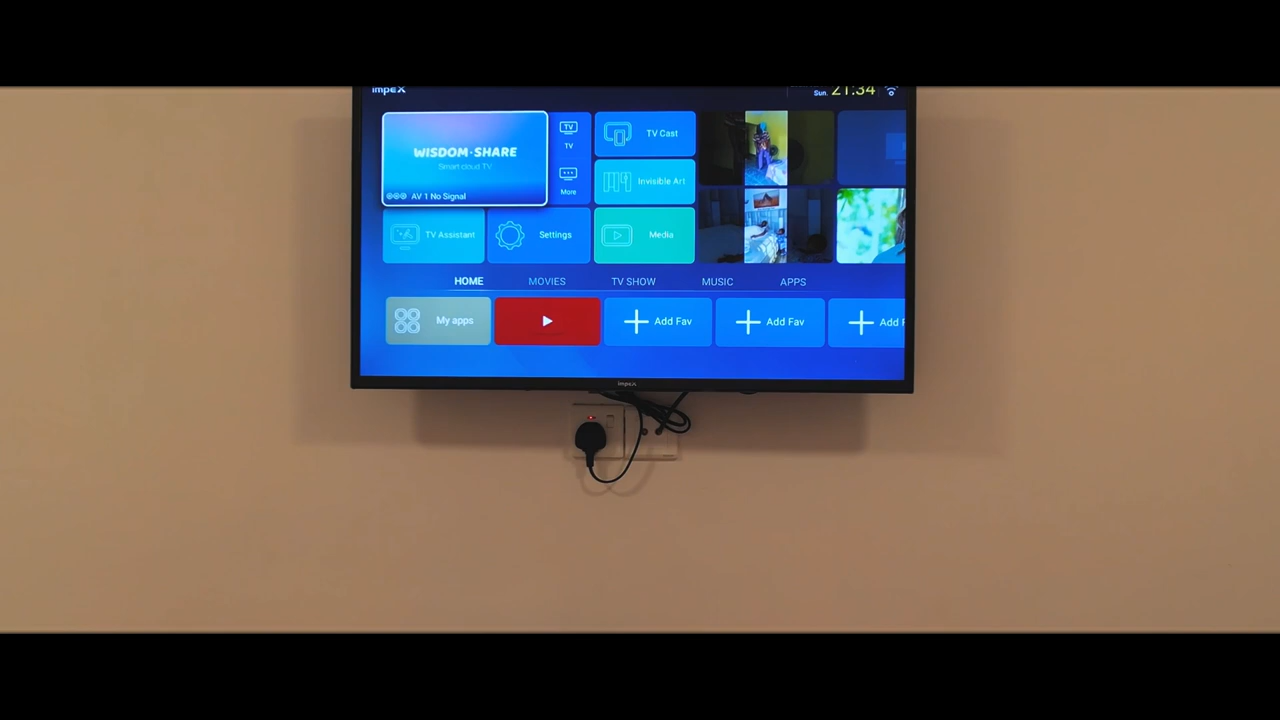 impex
Sun. 21:34
WISDOM·SHARE
Smart cloud TV
AV 1 No Signal
TV
TV
More
TV Cast
Invisible Art
TV Assistant
Settings
Media
HOME MOVIES TV SHOW MUSIC APPS
My apps
Add Fav
Add Fav
Add
impex